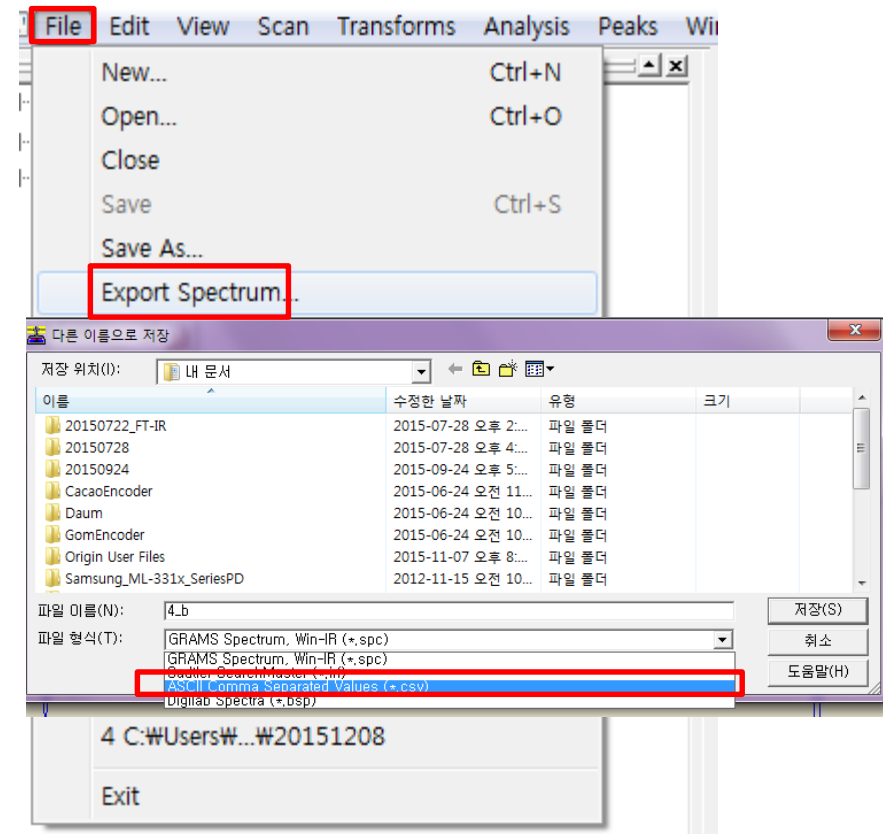 File Edit View Scan Transforms Analysis Peaks
New... Ctrl+N
Open... Ctrl+O
Close
Save Ctrl+S
Save As...
Export Spectrum...
다른 이름으로 저장
저장 위치(I): 내 문서
이름 수정한 날짜 유형 크기
20150722_FT-IR 2015-07-28 오후 2:... 파일 폴더
20150728 2015-07-28 오후 4:... 파일 폴더
20150924 2015-09-24 오후 5:... 파일 폴더
CacaoEncoder 2015-06-24 오전 11... 파일 폴더
Daum 2015-06-24 오전 10... 파일 폴더
GomEncoder 2015-06-24 오전 10... 파일 폴더
Origin User Files 2015-11-07 오후 8:... 파일 폴더
Samsung_ML-331x_SeriesPD 2012-11-15 오전 10... 파일 폴더
파일 이름(N): 4_b 저장(S)
파일 형식(T): GRAMS Spectrum, Win-IR (*.spc) 취소
GRAMS Spectrum, Win-IR (*.spc)
Sadtler SearchMaster
도움말(H)
ASCII Comma Separated Values (*.csv)
Digilab Spectra (*.bsp)
4 C:₩Users₩...₩20151208
Exit